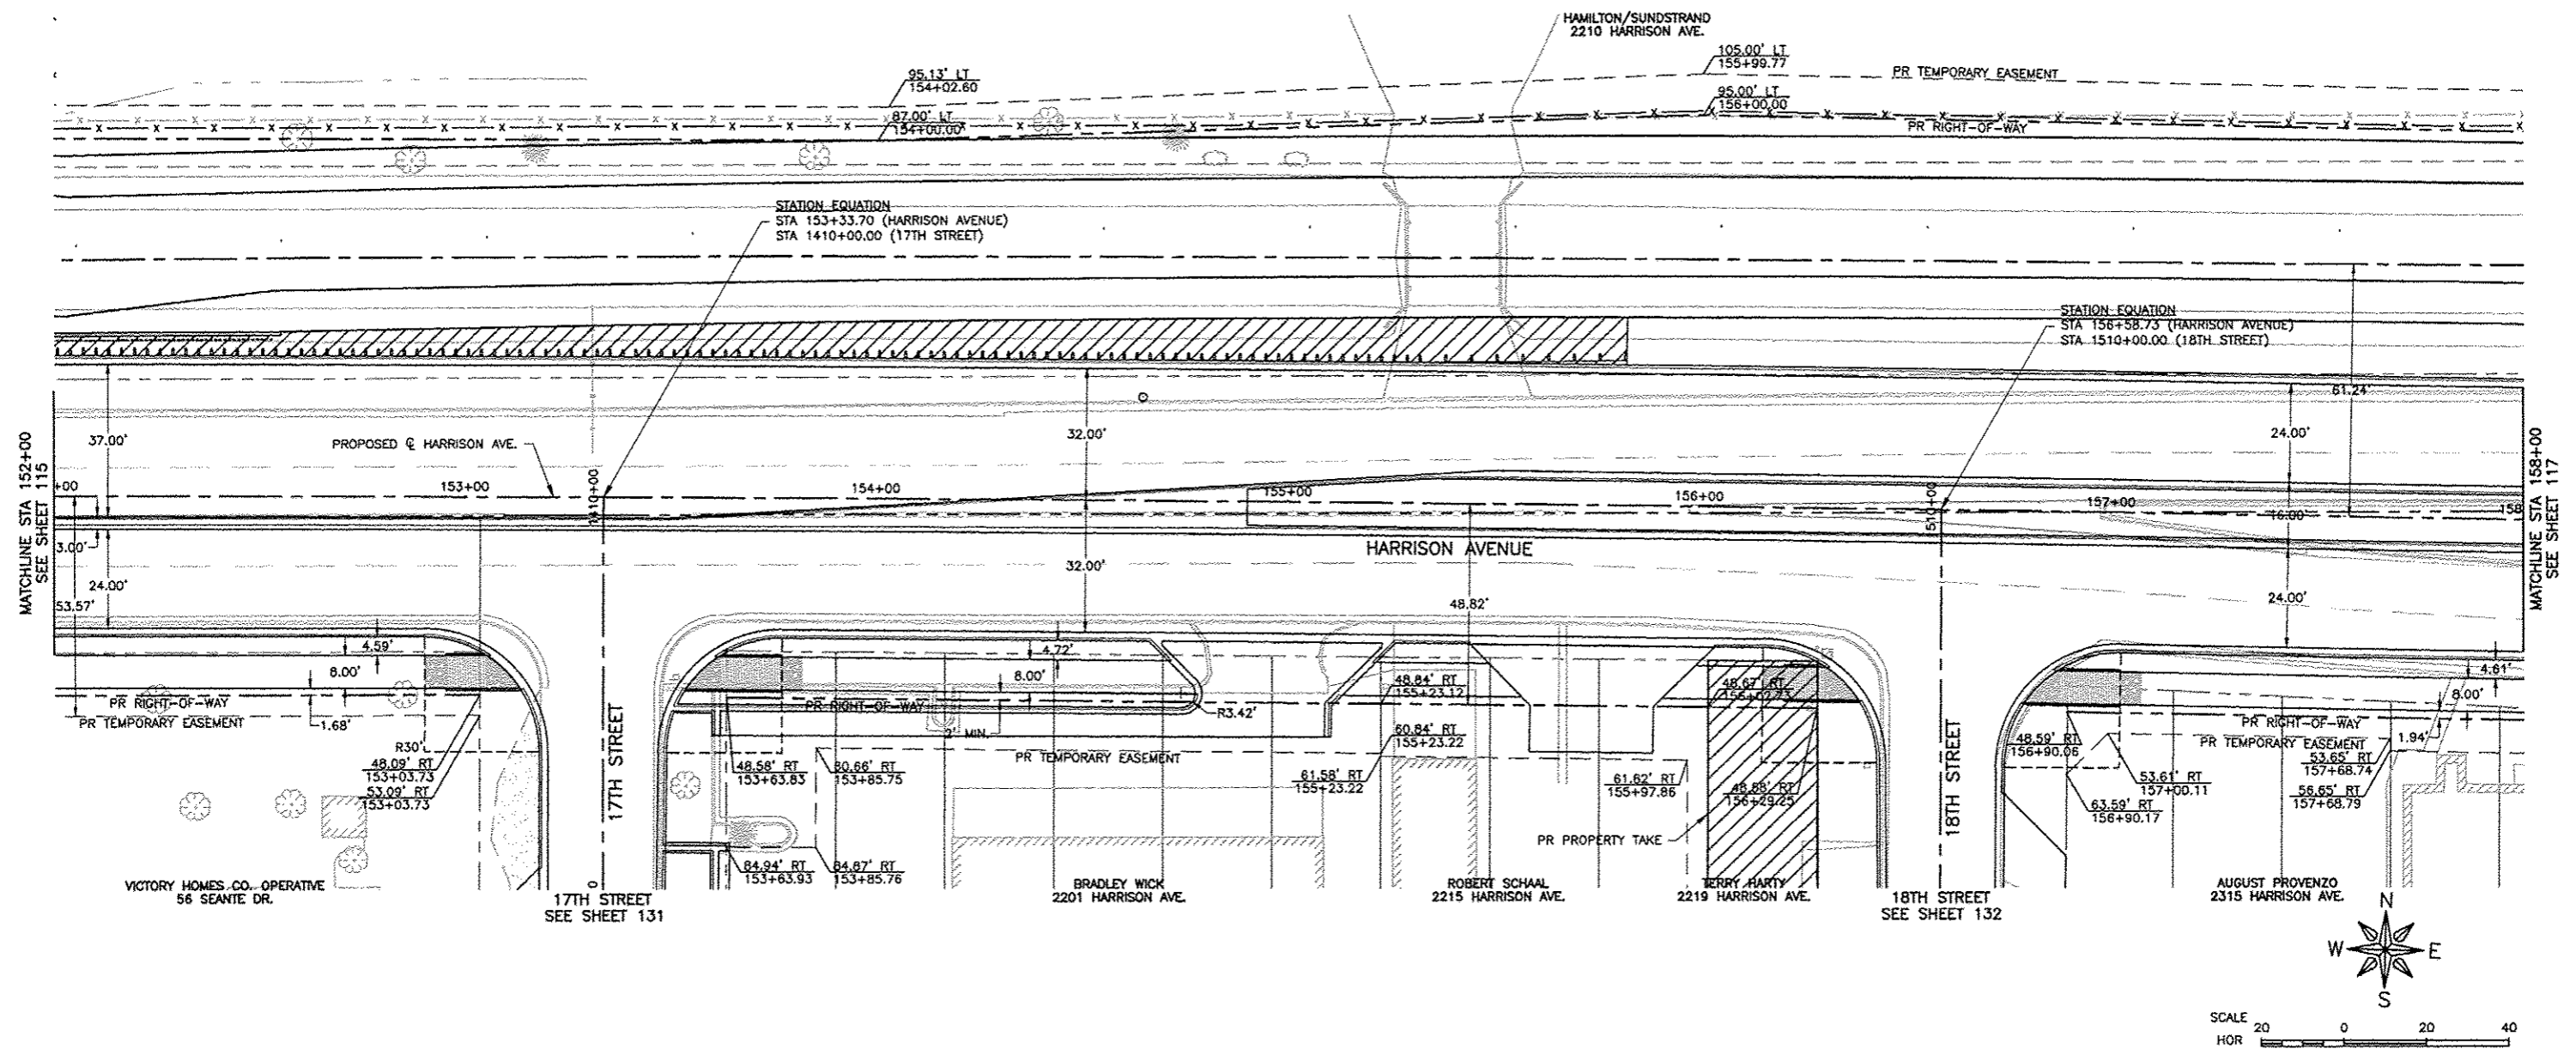 HAMILTON/SUNDSTRAND
2210 HARRISON AVE.
105.00' LT
155+99.77
PR TEMPORARY EASEMENT
95.13' LT
154+02.60
95.00' LT
156+00.00
87.00' LT
154+00.00
PR RIGHT-OF-WAY
STATION EQUATION
STA 153+33.70 (HARRISON AVENUE)
STA 1410+00.00 (17TH STREET)
STATION EQUATION
STA 156+58.73 (HARRISON AVENUE)
STA 1510+00.00 (18TH STREET)
61.24'
37.00'
32.00'
24.00'
PROPOSED ℄ HARRISON AVE.
MATCHLINE STA 152+00
SEE SHEET 115
MATCHLINE STA 158+00
SEE SHEET 117
+00
153+00
1410+00
154+00
155+00
156+00
510+00
157+00
158
16.00'
3.00'
HARRISON AVENUE
24.00'
32.00'
53.57'
48.82'
24.00'
4.59'
8.00'
4.72'
8.00'
4.61'
8.00'
48.84' RT
155+23.12
48.67' RT
PR RIGHT-OF-WAY
PR TEMPORARY EASEMENT
1.68'
PR RIGHT-OF-WAY
R3.42'
2' MIN.
PR RIGHT-OF-WAY
PR TEMPORARY EASEMENT
1.94'
R30'
48.09' RT
153+03.73
53.09' RT
153+03.73
17TH STREET
48.58' RT
153+63.83
80.66' RT
153+85.75
PR TEMPORARY EASEMENT
60.84' RT
155+23.22
61.58' RT
155+23.22
61.62' RT
155+97.86
48.68' RT
156+29.25
18TH STREET
48.59' RT
156+90.06
53.61' RT
157+00.11
63.59' RT
156+90.17
53.65' RT
157+68.74
56.65' RT
157+68.79
PR PROPERTY TAKE
84.94' RT
153+63.93
84.87' RT
153+85.76
0
VICTORY HOMES CO. OPERATIVE
56 SEANTE DR.
17TH STREET
SEE SHEET 131
BRADLEY WICK
2201 HARRISON AVE.
ROBERT SCHAAL
2215 HARRISON AVE.
TERRY HARTY
2219 HARRISON AVE.
18TH STREET
SEE SHEET 132
AUGUST PROVENZO
2315 HARRISON AVE.
N
W
E
S
SCALE
HOR
20 0 20 40